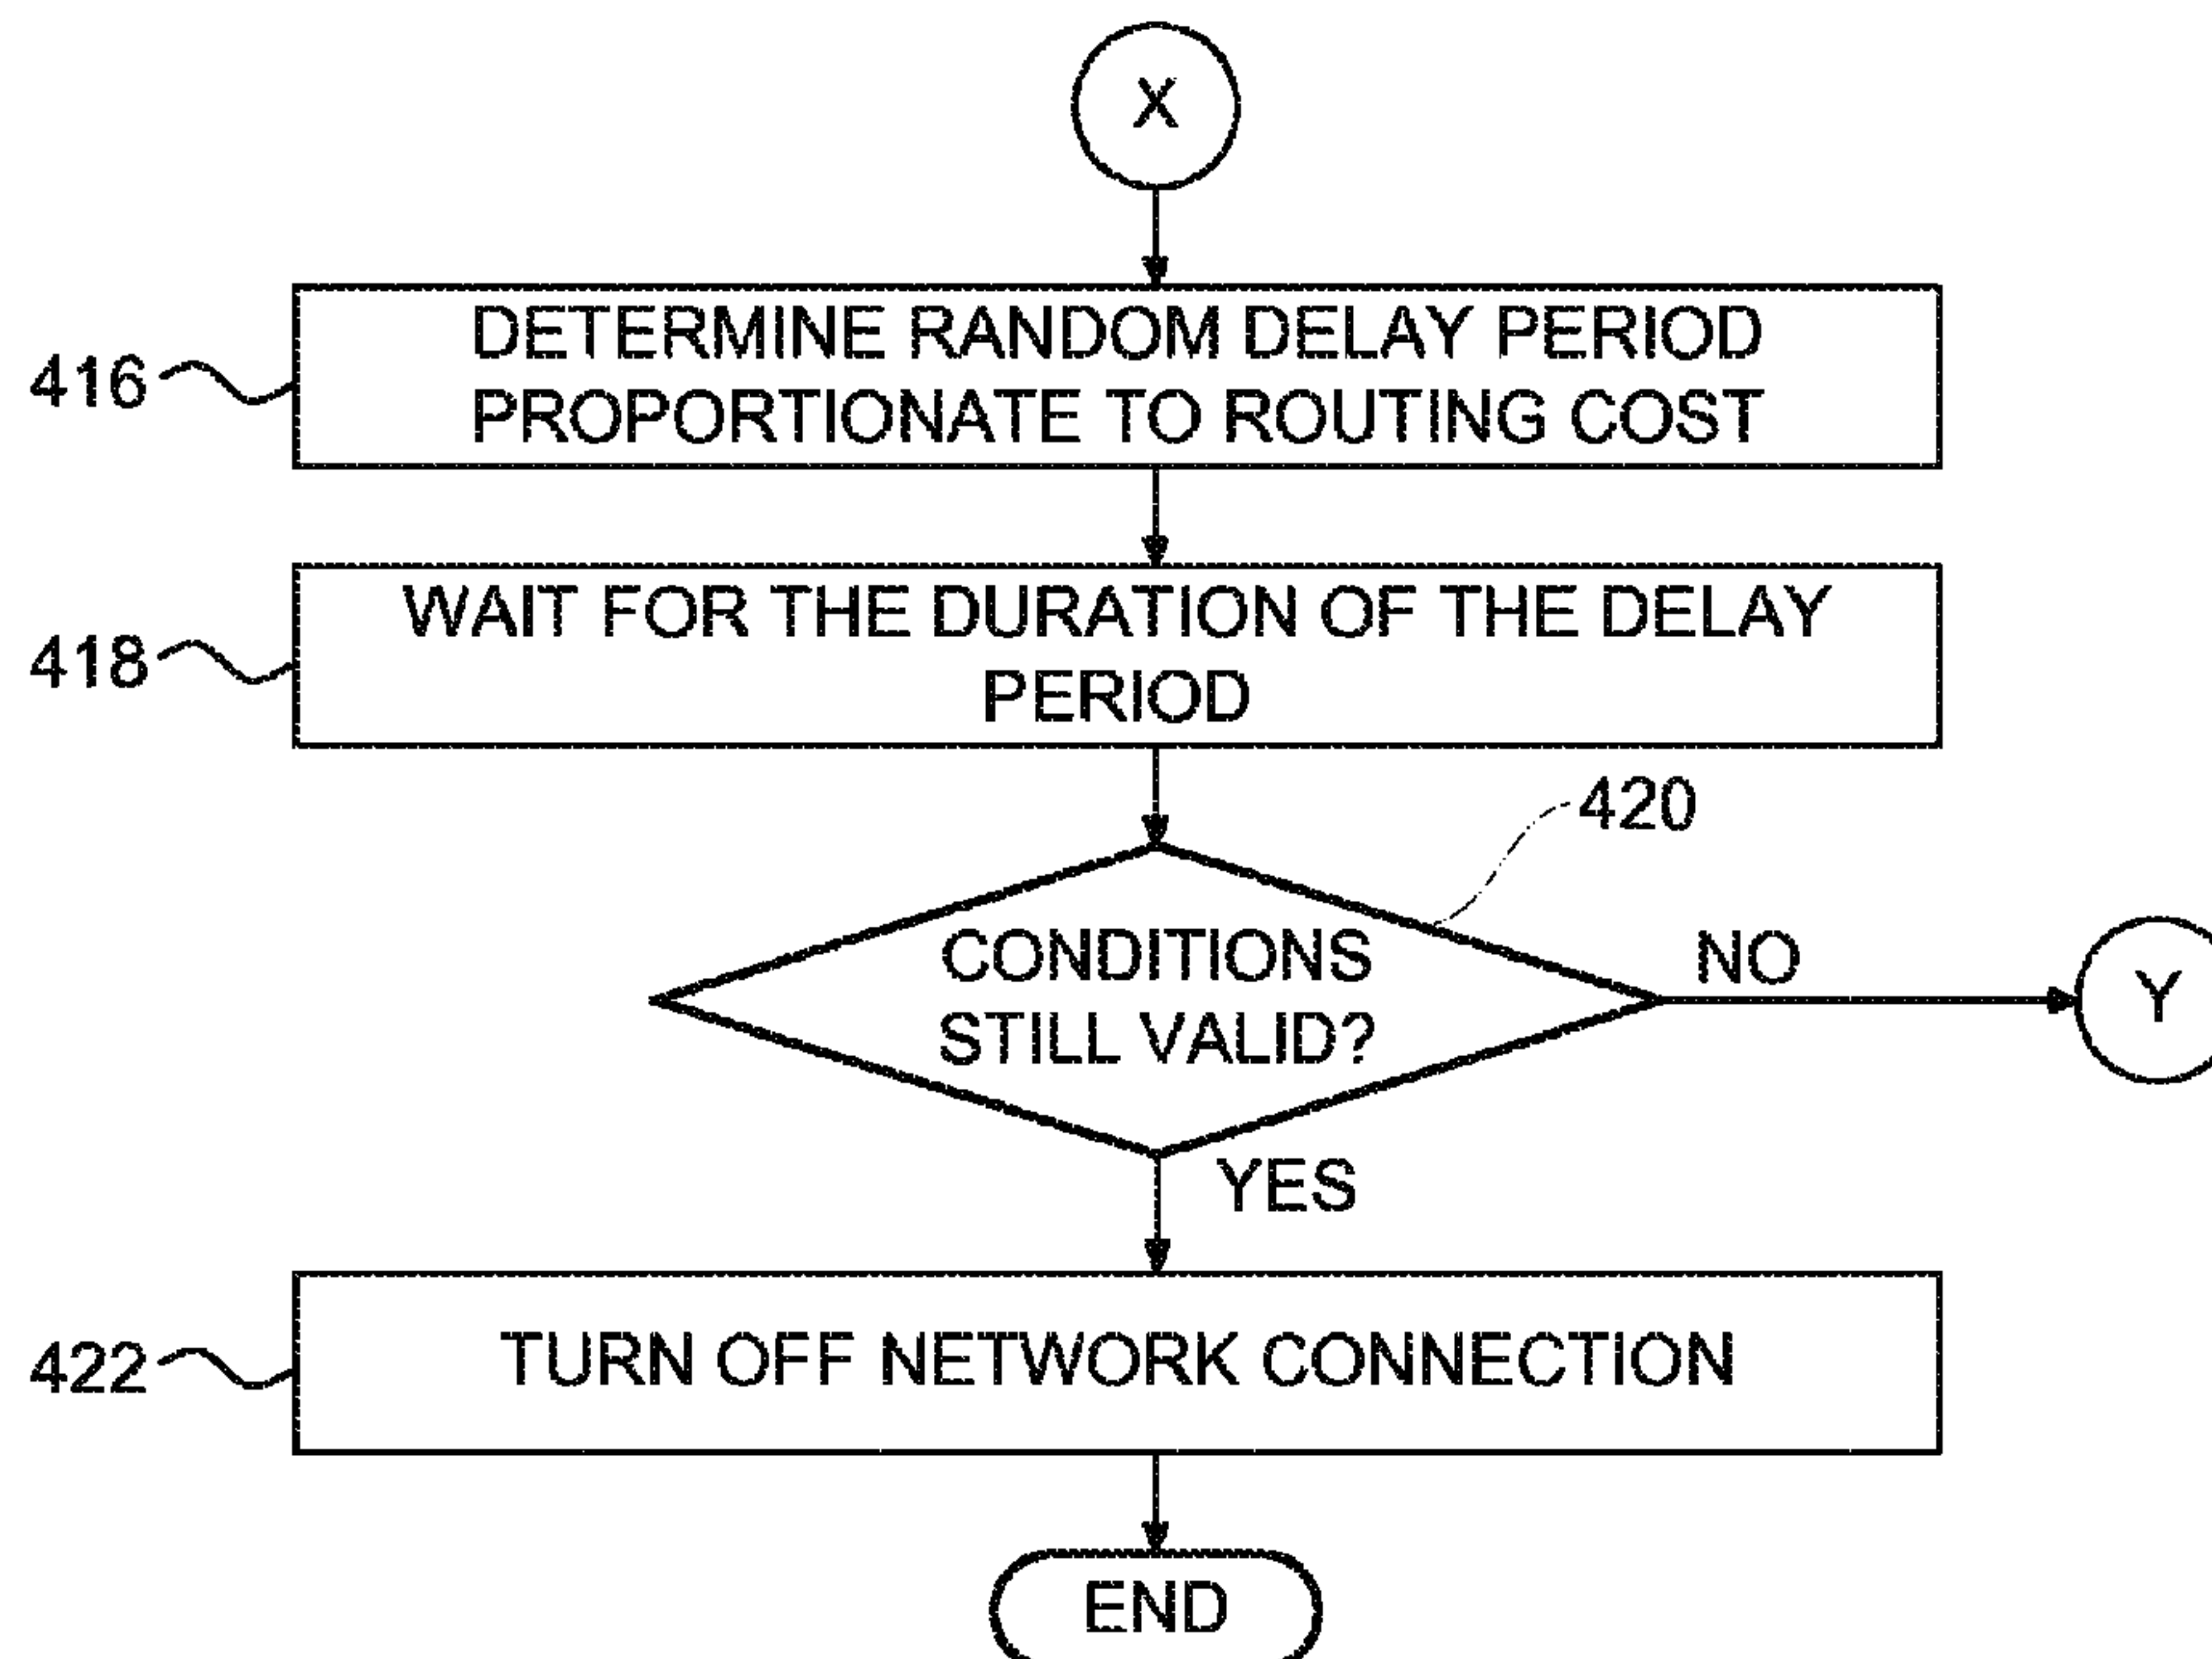 X
DETERMINE RANDOM DELAY PERIOD
PROPORTIONATE TO ROUTING COST
416
WAIT FOR THE DURATION OF THE DELAY
PERIOD
418
420
CONDITIONS
STILL VALID?
NO
Y
YES
TURN OFF NETWORK CONNECTION
422
END